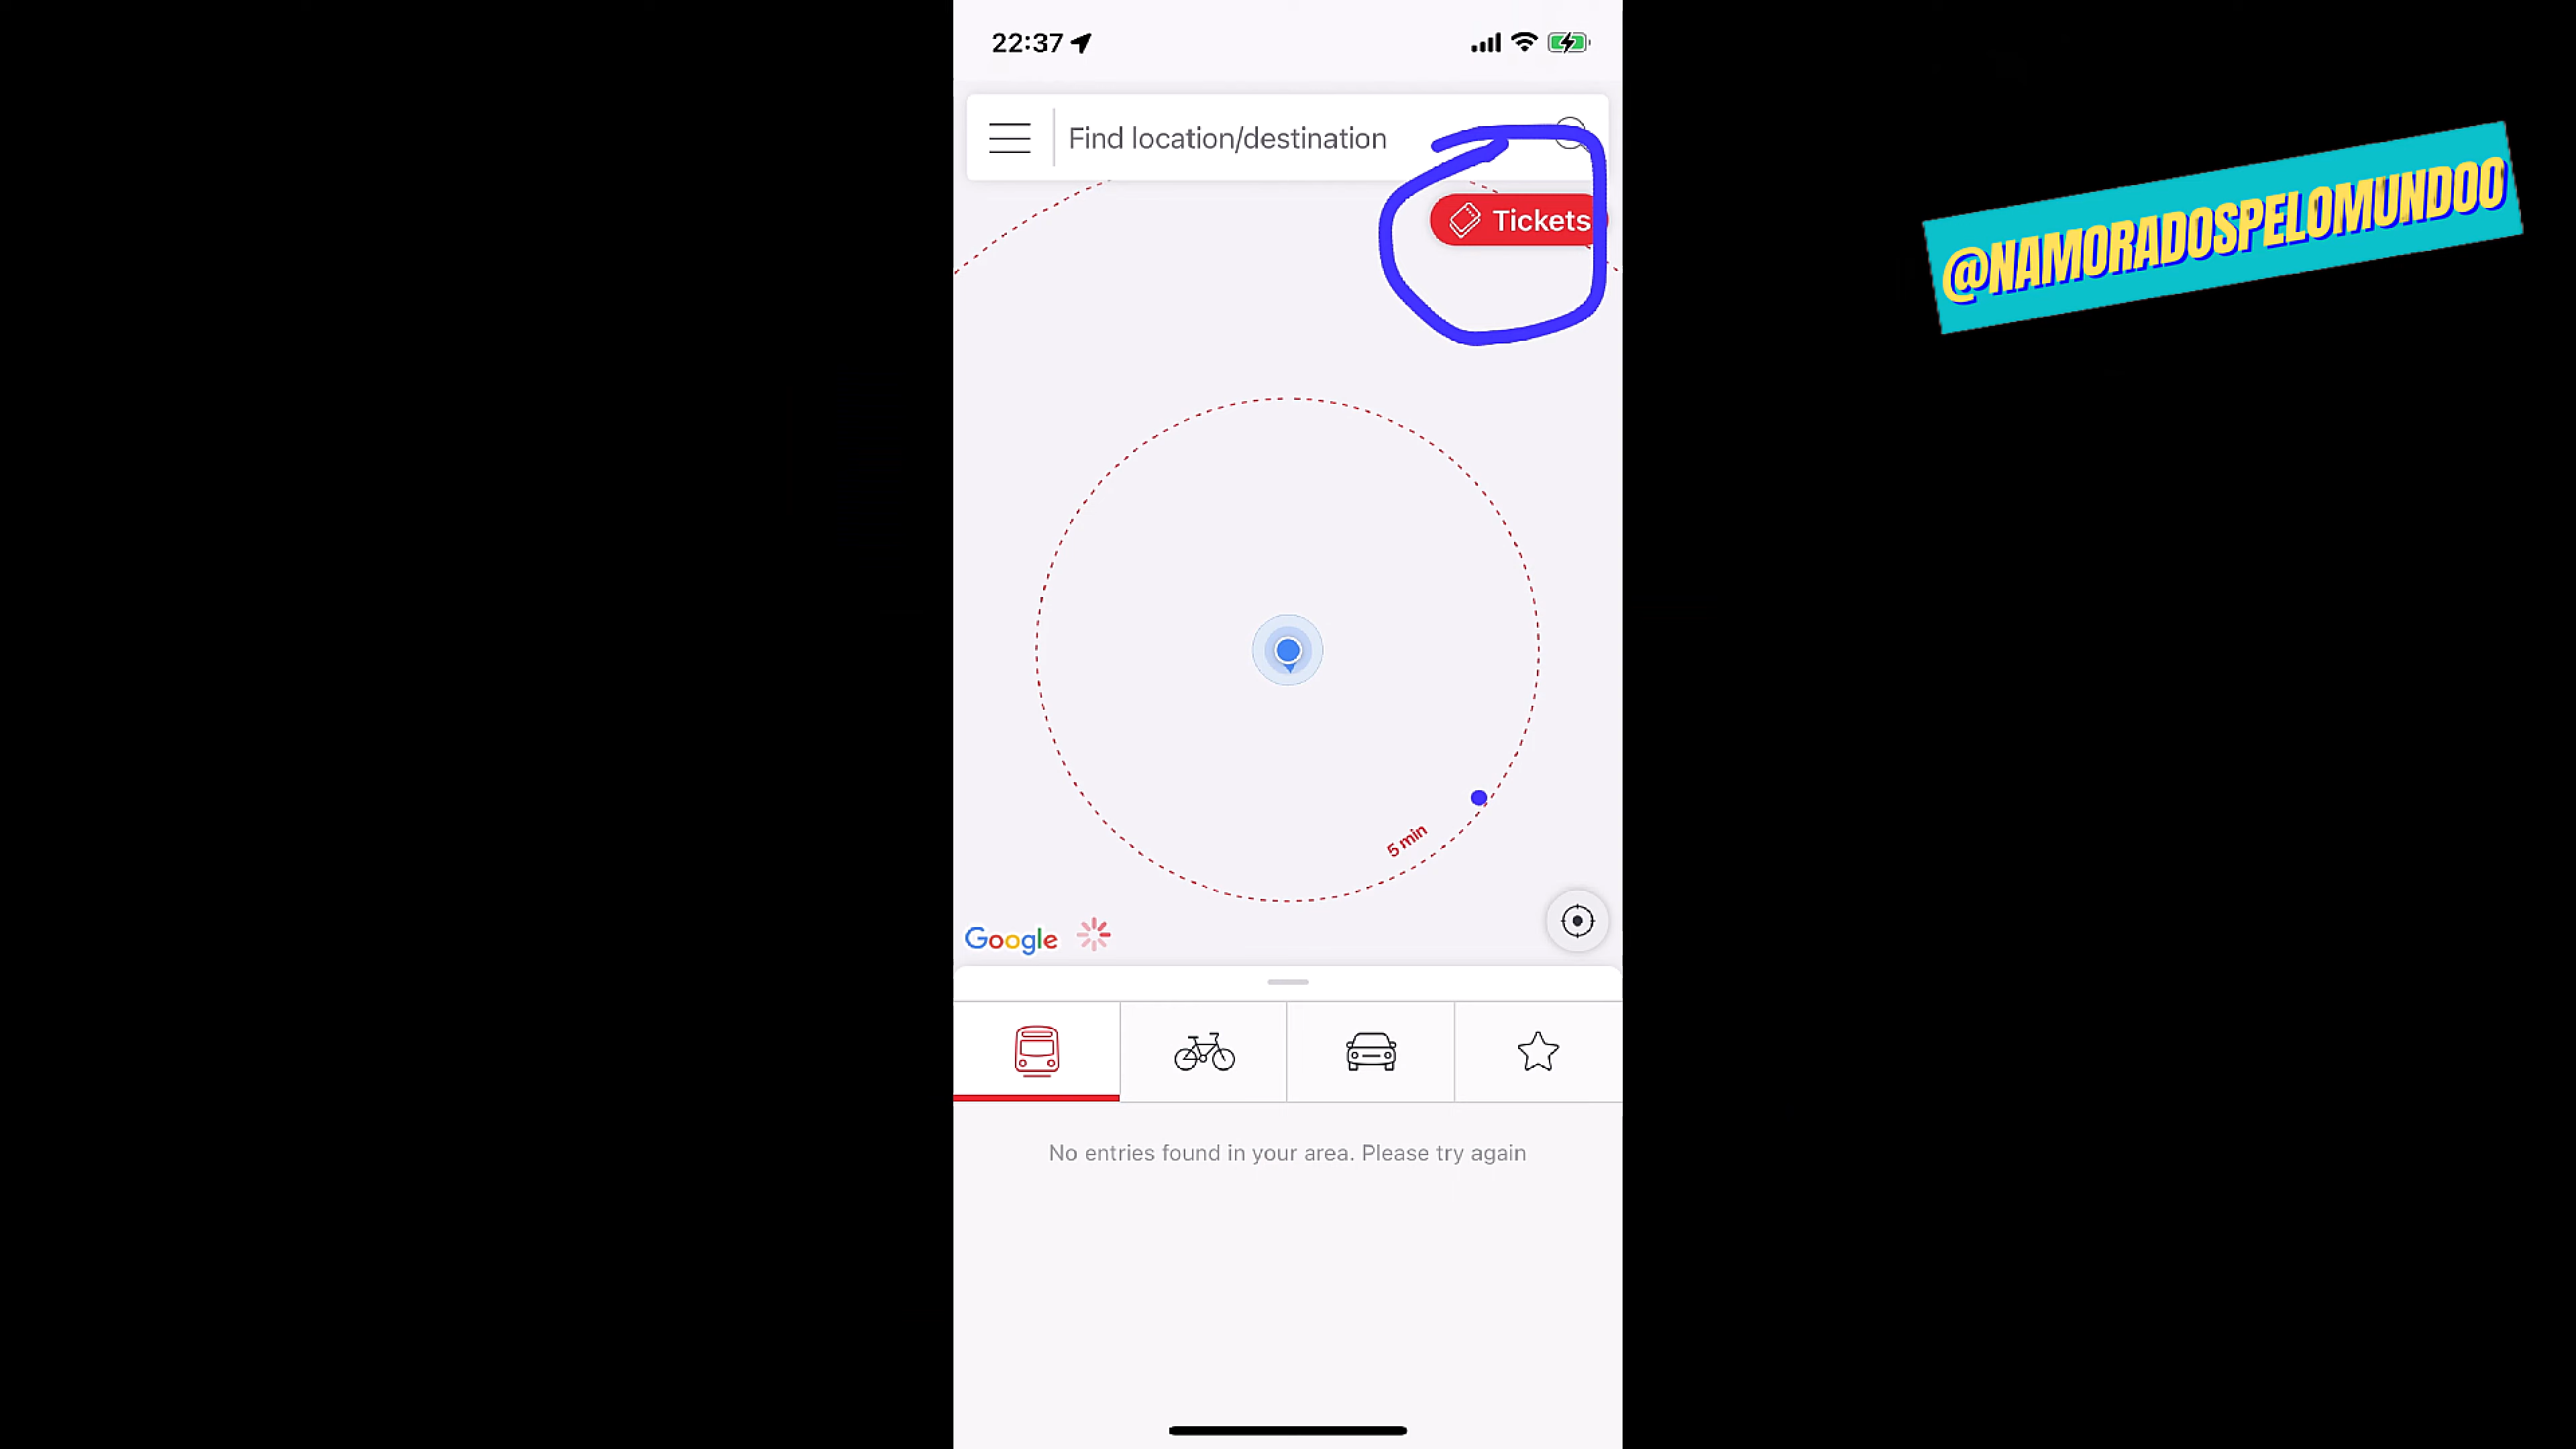 22:37
Find location/destination
@NAMORADOSPELOMUNDOO
Tickets
5 min
Google
No entries found in your area. Please try again